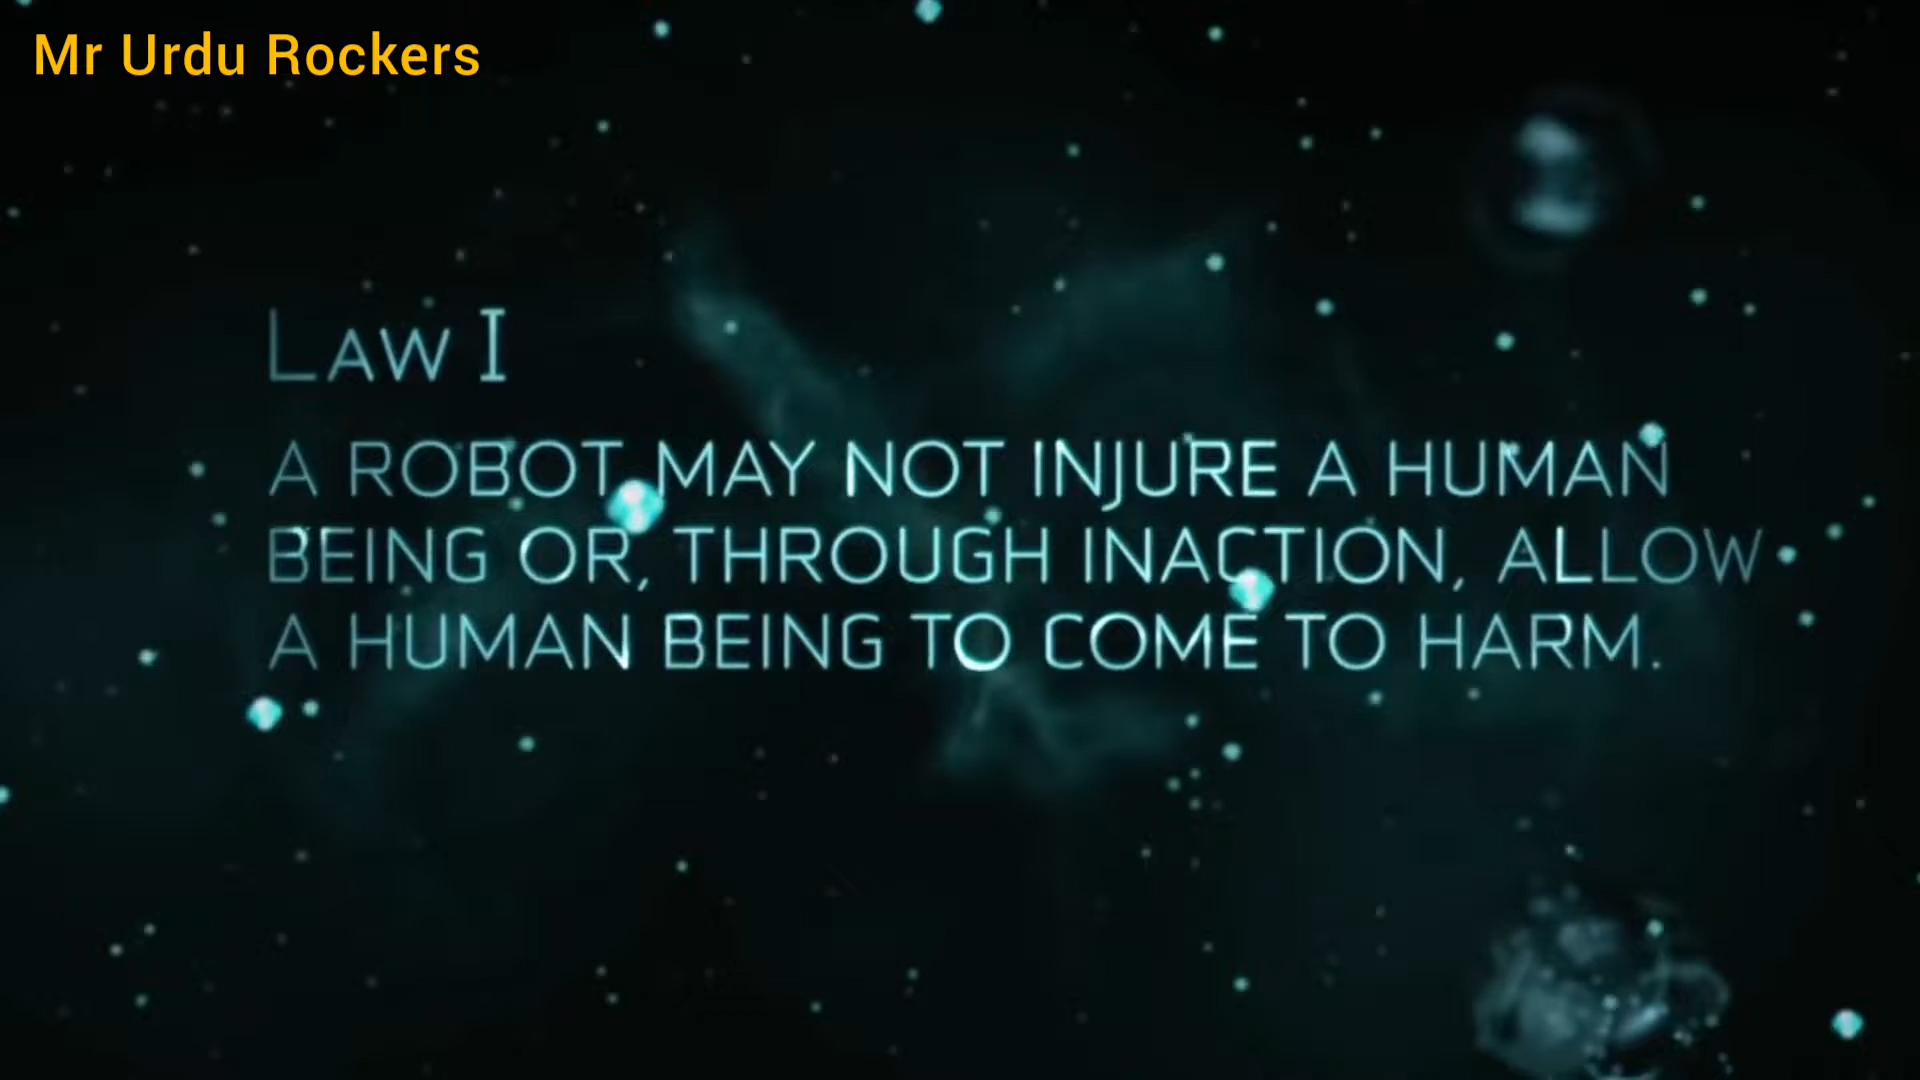 Mr Urdu Rockers
LAW I
A ROBOT MAY NOT INJURE A HUMAN
BEING OR, THROUGH INACTION, ALLOW
A HUMAN BEING TO COME TO HARM.